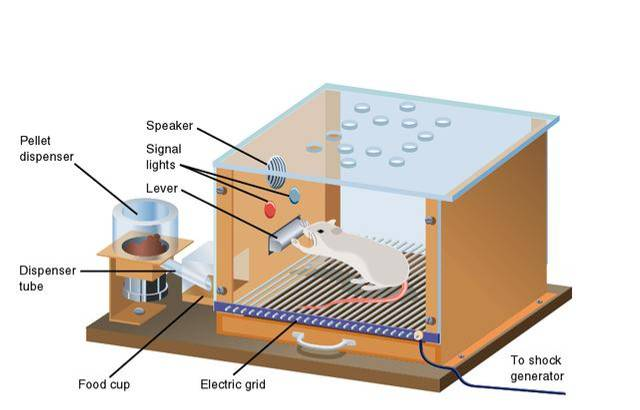 Speaker
Pellet
dispenser
Signal
lights
Lever
Dispenser
tube
Food cup
Electric grid
To shock
generator